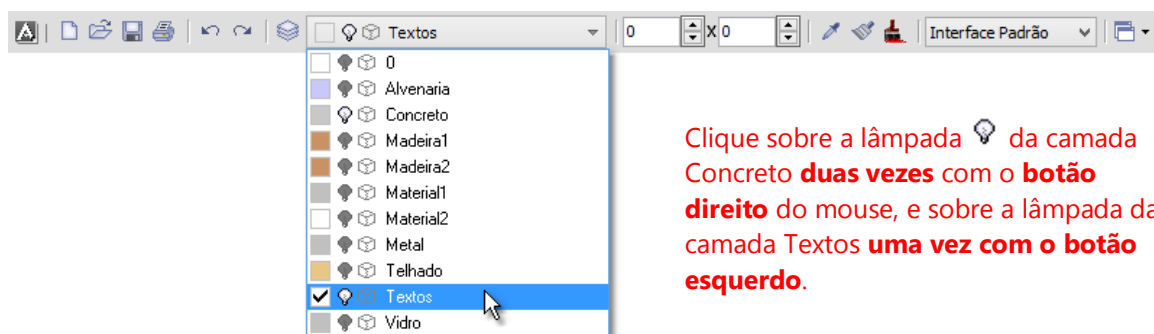 Textos
0
X 0
Interface Padrão
0
Alvenaria
Concreto
Madeira1
Madeira2
Material1
Material2
Metal
Telhado
Textos
Vidro
Clique sobre a lâmpada da camada
Concreto duas vezes com o botão
direito do mouse, e sobre a lâmpada da
camada Textos uma vez com o botão
esquerdo.